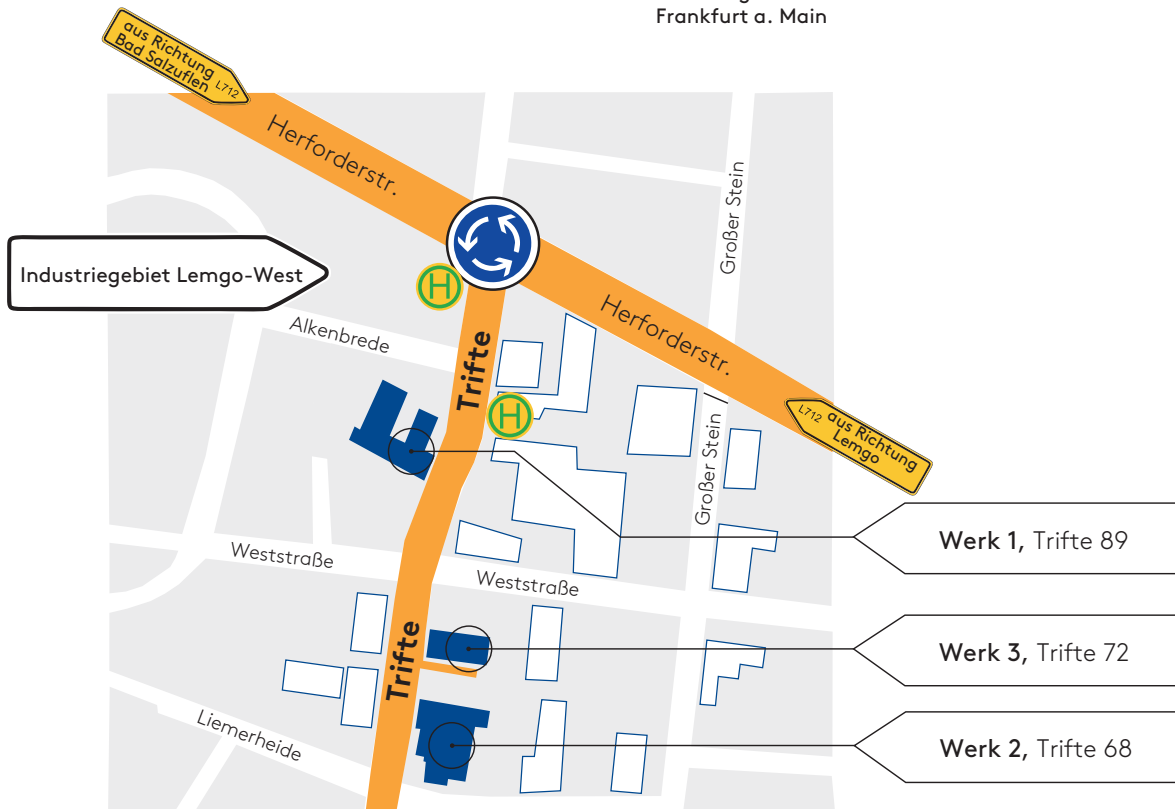 Frankfurt a. Main
aus Richtung
Bad Salzuflen L712
Herforderstr.
Großer Stein
Industriegebiet Lemgo-West
H
Herforderstr.
Alkenbrede
Trifte
H
L712 aus Richtung
Lemgo
Großer Stein
Werk 1, Trifte 89
Weststraße
Weststraße
Trifte
Werk 3, Trifte 72
Liemerheide
Werk 2, Trifte 68